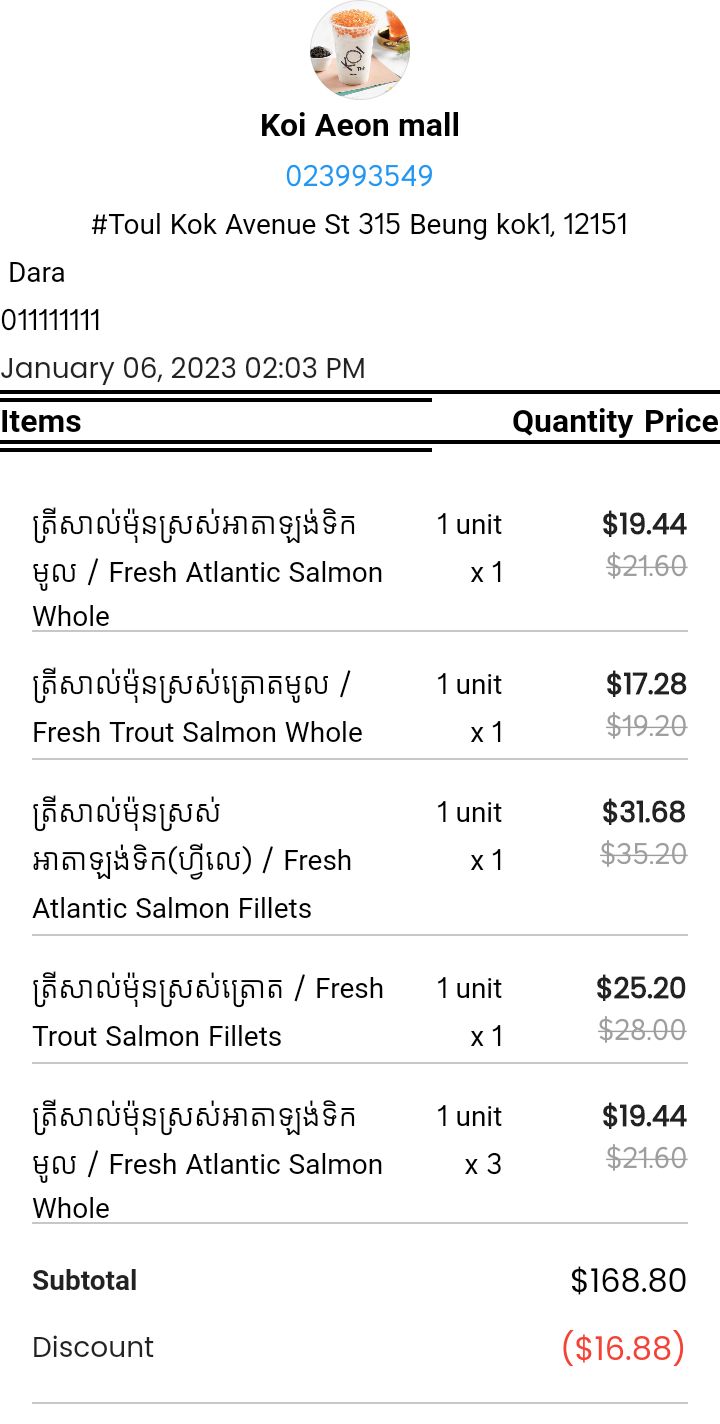 KOI
Thé
Koi Aeon mall
023993549
#Toul Kok Avenue St 315 Beung kok1, 12151
Dara
011111111
January 06, 2023 02:03 PM
Items Quantity Price
ត្រីសាល់ម៉ុនស្រស់អាតាឡង់ទិក 1 unit $19.44
មូល / Fresh Atlantic Salmon x 1 $21.60
Whole
ត្រីសាល់ម៉ុនស្រស់ត្រោតមូល / 1 unit $17.28
Fresh Trout Salmon Whole x 1 $19.20
ត្រីសាល់ម៉ុនស្រស់ 1 unit $31.68
អាតាឡង់ទិក(ហ្វីលេ) / Fresh x 1 $35.20
Atlantic Salmon Fillets
ត្រីសាល់ម៉ុនស្រស់ត្រោត / Fresh 1 unit $25.20
Trout Salmon Fillets x 1 $28.00
ត្រីសាល់ម៉ុនស្រស់អាតាឡង់ទិក 1 unit $19.44
មូល / Fresh Atlantic Salmon x 3 $21.60
Whole
Subtotal $168.80
Discount ($16.88)